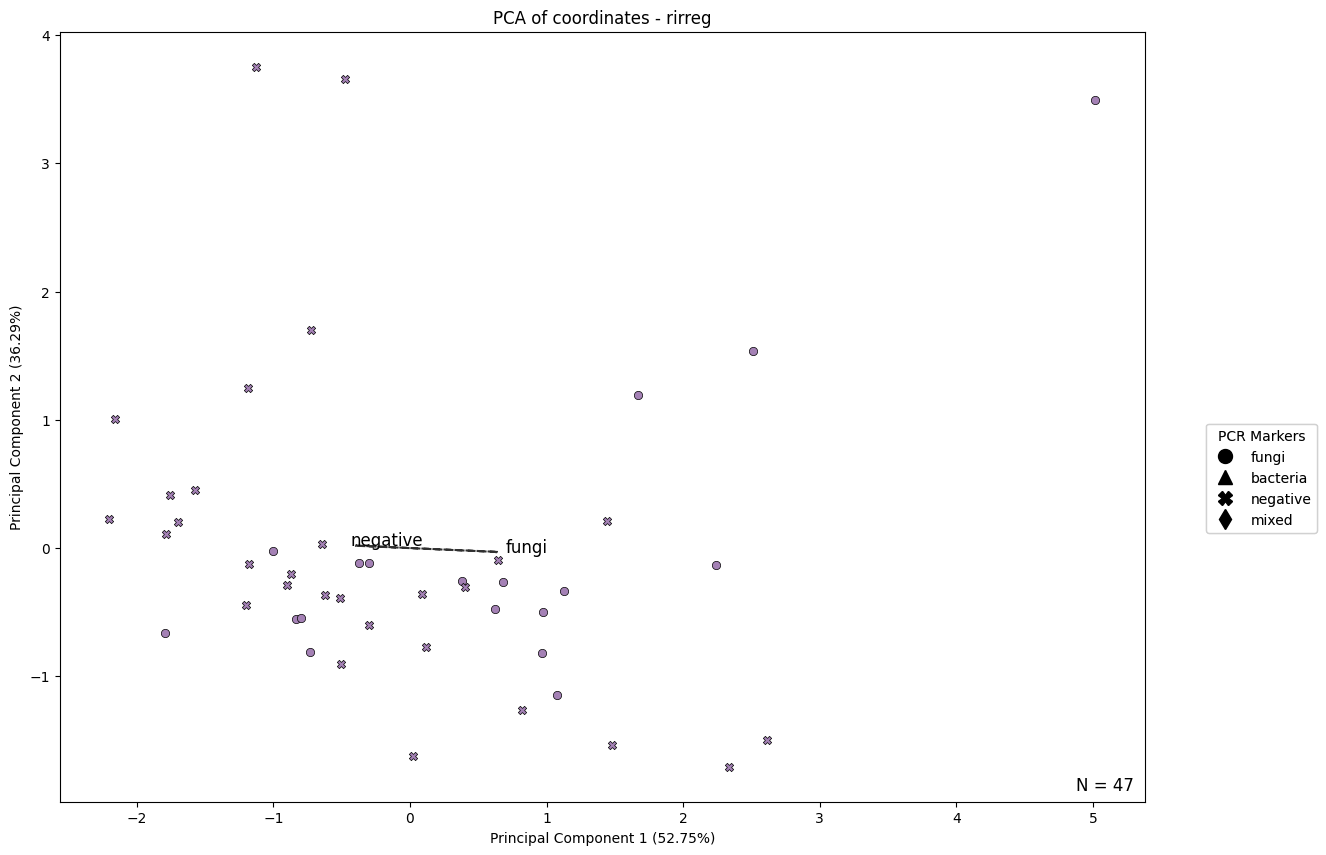 PCA of coordinates - rirreg
4
3
2
1
0
−1
Principal Component 2 (36.29%)
negative
fungi
N = 47
−2
−1
0
1
2
3
4
5
Principal Component 1 (52.75%)
PCR Markers
fungi
bacteria
negative
mixed